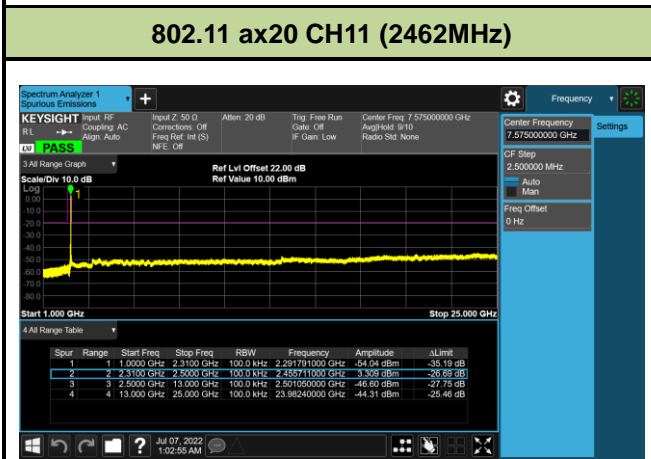 802.11 ax20 CH11 (2462MHz)
Spectrum Analyzer 1
Spurious Emissions
+
Frequency
KEYSIGHT Input: RF Input Z: 50 Ω Atten: 20 dB Trig: Free Run Center Freq: 7.575000000 GHz
RL Coupling: AC Corrections: Off Gate: Off Avg|Hold: 9/10
Align: Auto Freq Ref: Int (S) IF Gain: Low Radio Std: None
LXI PASS NFE: Off
Center Frequency
7.575000000 GHz
Settings
CF Step
2.500000 MHz
Auto
Man
Freq Offset
0 Hz
3 All Range Graph
Ref Lvl Offset 22.00 dB
Scale/Div 10.0 dB Ref Value 10.00 dBm
Log
1
0.00
-10.0
-20.0
-30.0
-40.0
-50.0
-60.0
-70.0
-80.0
Start 1.000 GHz Stop 25.000 GHz
4 All Range Table
Spur Range Start Freq Stop Freq RBW Frequency Amplitude ΔLimit
1 1 1.0000 GHz 2.3100 GHz 100.0 kHz 2.291791000 GHz -54.04 dBm -35.19 dB
2 2 2.3100 GHz 2.5000 GHz 100.0 kHz 2.455711000 GHz 3.309 dBm -26.69 dB
3 3 2.5000 GHz 13.000 GHz 100.0 kHz 2.501050000 GHz -46.60 dBm -27.75 dB
4 4 13.000 GHz 25.000 GHz 100.0 kHz 23.98240000 GHz -44.31 dBm -25.46 dB
? Jul 07, 2022
1:02:55 AM